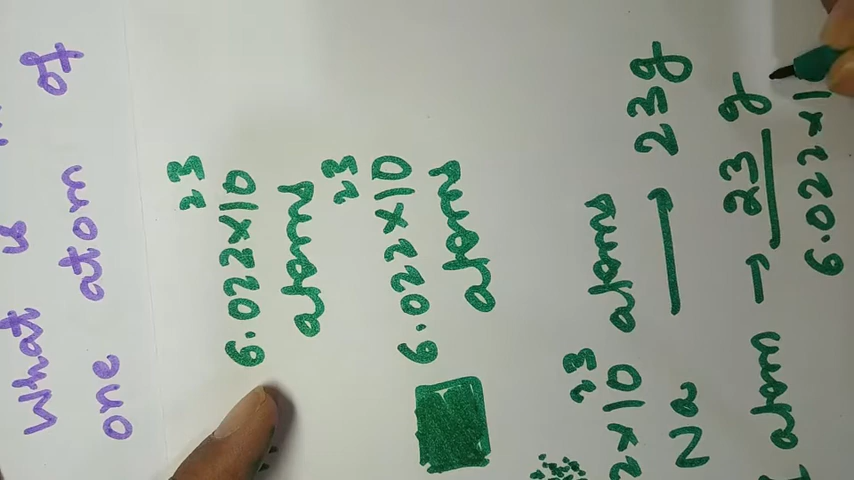 What is
one atom of
6.022×10²³
atoms
6.022×10²³
atoms
2×10²³ atoms
Na → 23g
atom → 23 g
6.022×1